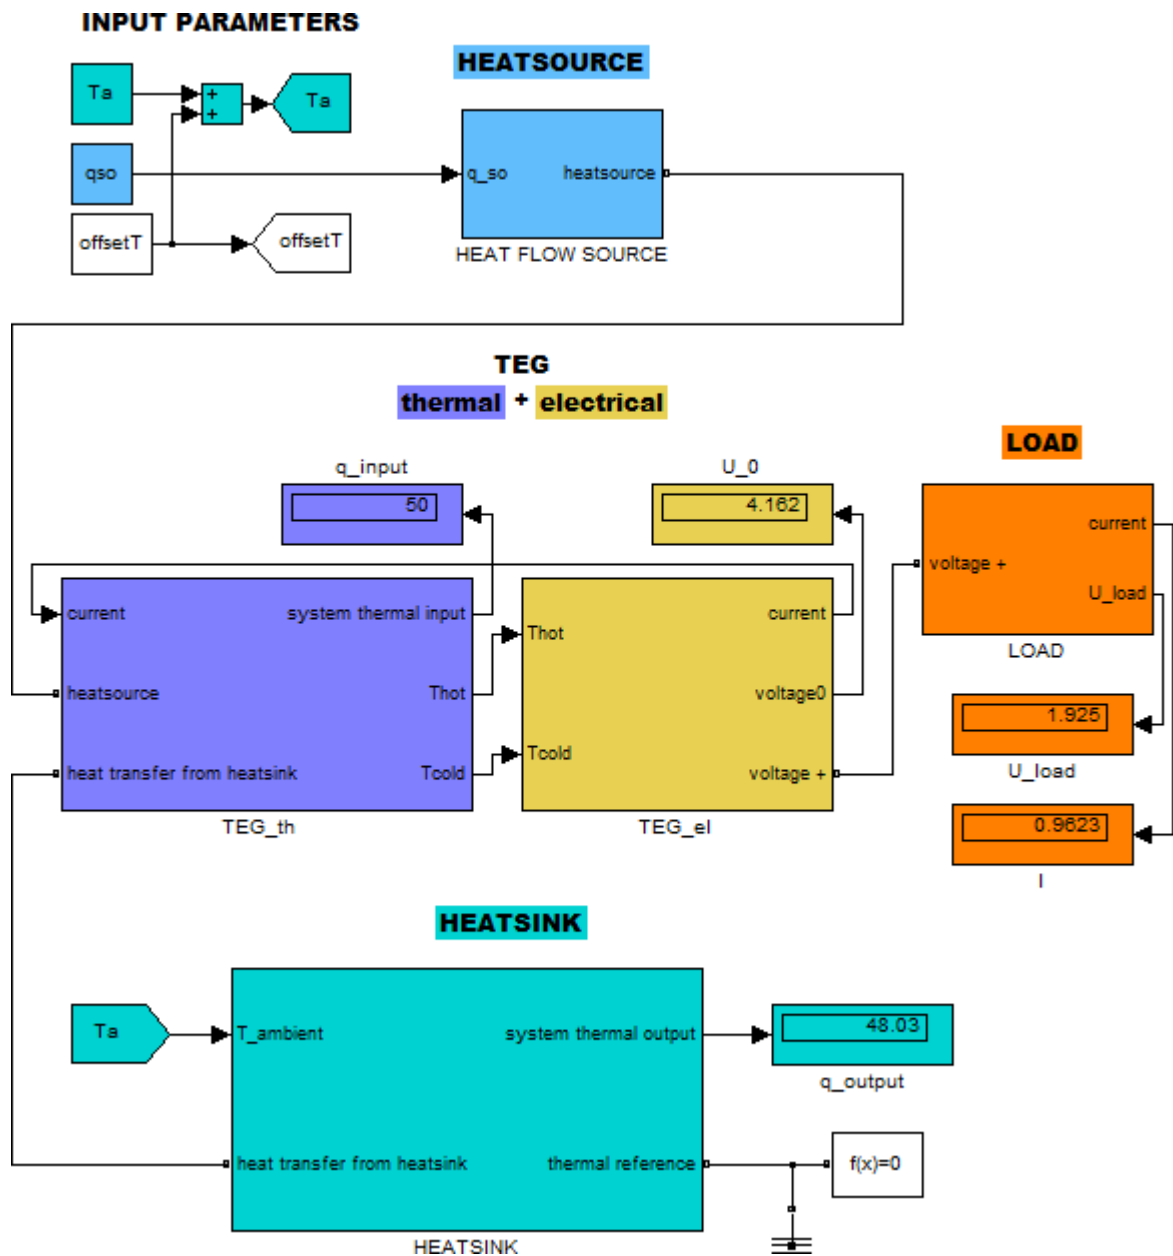 INPUT PARAMETERS
HEATSOURCE
Ta
+
+
Ta
qso
q_so
heatsource
offsetT
offsetT
HEAT FLOW SOURCE
TEG
thermal + electrical
LOAD
q_input
U_0
50
4.162
current
voltage +
U_load
LOAD
current
system thermal input
current
Thot
heatsource
Thot
voltage0
Tcold
heat transfer from heatsink
Tcold
voltage +
TEG_th
TEG_el
1.925
U_load
0.9623
I
HEATSINK
Ta
T_ambient
system thermal output
48.03
q_output
heat transfer from heatsink
thermal reference
f(x)=0
HEATSINK